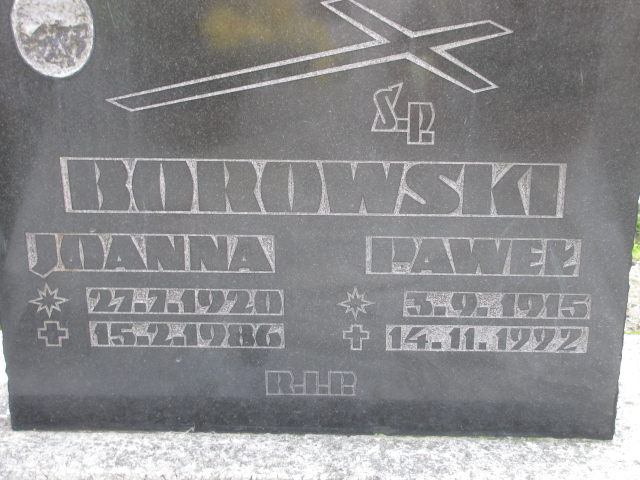 Ś.P.
BOROWSKI
JOANNA PAWEŁ
27.7.1920 3.9.1915
15.2.1986 14.11.1992
R.I.P.